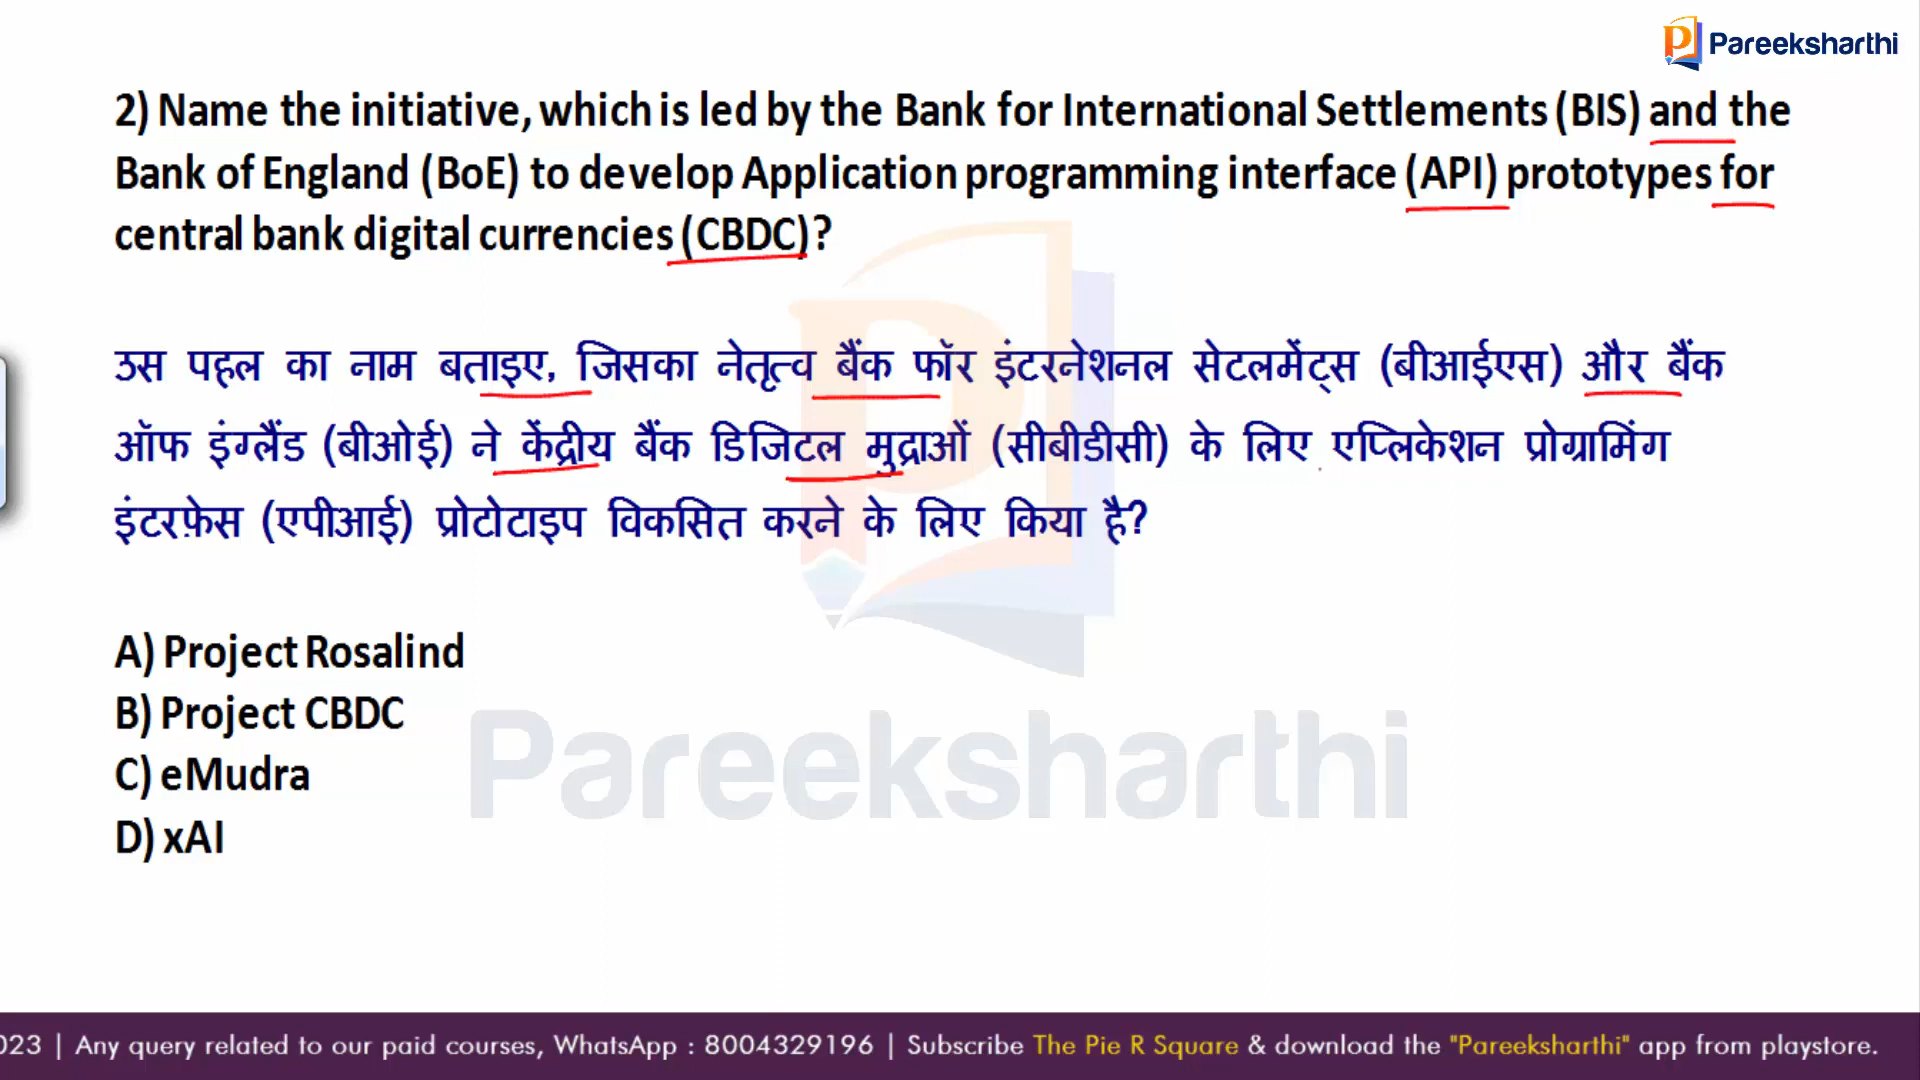 Pareeksharthi
2) Name the initiative, which is led by the Bank for International Settlements (BIS) and the
Bank of England (BoE) to develop Application programming interface (API) prototypes for
central bank digital currencies (CBDC)?
उस पहल का नाम बताइए, जिसका नेतृत्व बैंक फॉर इंटरनेशनल सेटलमेंट्स (बीआईएस) और बैंक
ऑफ इंग्लैंड (बीओई) ने केंद्रीय बैंक डिजिटल मुद्राओं (सीबीडीसी) के लिए एप्लिकेशन प्रोग्रामिंग
इंटरफ़ेस (एपीआई) प्रोटोटाइप विकसित करने के लिए किया है?
A) Project Rosalind
B) Project CBDC
C) eMudra
D) xAI
Pareeksharthi
023 | Any query related to our paid courses, WhatsApp : 8004329196 | Subscribe The Pie R Square & download the "Pareeksharthi" app from playstore.